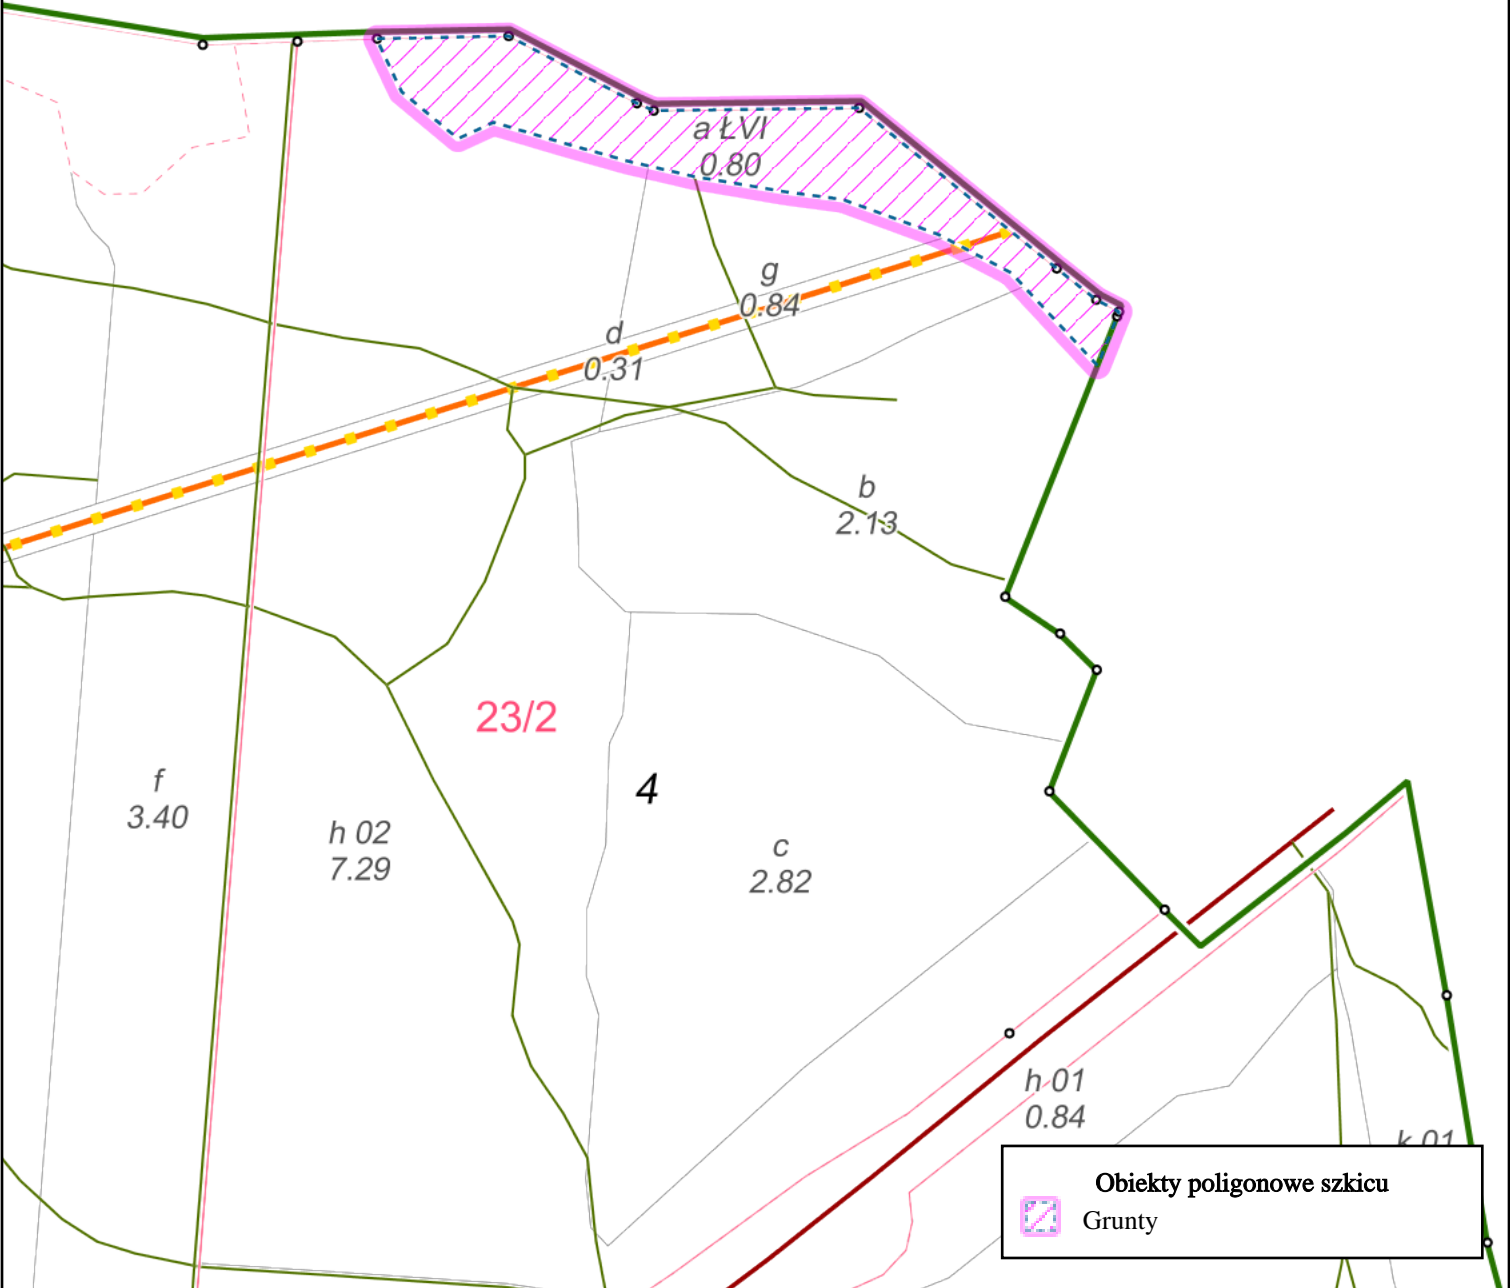 a ŁVI
0.80
g
0.84
d
0.31
b
2.13
23/2
4
f
3.40
h 02
7.29
c
2.82
h 01
0.84
k 01
Obiekty poligonowe szkicu
Grunty